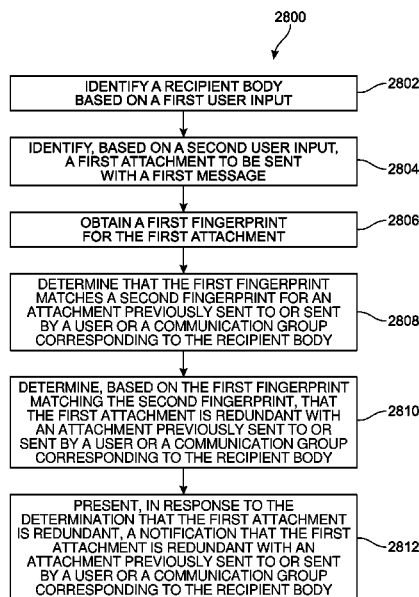 2800
IDENTIFY A RECIPIENT BODY
BASED ON A FIRST USER INPUT
2802
IDENTIFY, BASED ON A SECOND USER INPUT,
A FIRST ATTACHMENT TO BE SENT
WITH A FIRST MESSAGE
2804
OBTAIN A FIRST FINGERPRINT
FOR THE FIRST ATTACHMENT
2806
DETERMINE THAT THE FIRST FINGERPRINT
MATCHES A SECOND FINGERPRINT FOR AN
ATTACHMENT PREVIOUSLY SENT TO OR SENT
BY A USER OR A COMMUNICATION GROUP
CORRESPONDING TO THE RECIPIENT BODY
2808
DETERMINE, BASED ON THE FIRST FINGERPRINT
MATCHING THE SECOND FINGERPRINT, THAT
THE FIRST ATTACHMENT IS REDUNDANT WITH
AN ATTACHMENT PREVIOUSLY SENT TO OR
SENT BY A USER OR A COMMUNICATION GROUP
CORRESPONDING TO THE RECIPIENT BODY
2810
PRESENT, IN RESPONSE TO THE
DETERMINATION THAT THE FIRST ATTACHMENT
IS REDUNDANT, A NOTIFICATION THAT THE FIRST
ATTACHMENT IS REDUNDANT WITH AN
ATTACHMENT PREVIOUSLY SENT TO OR SENT
BY A USER OR A COMMUNICATION GROUP
CORRESPONDING TO THE RECIPIENT BODY
2812